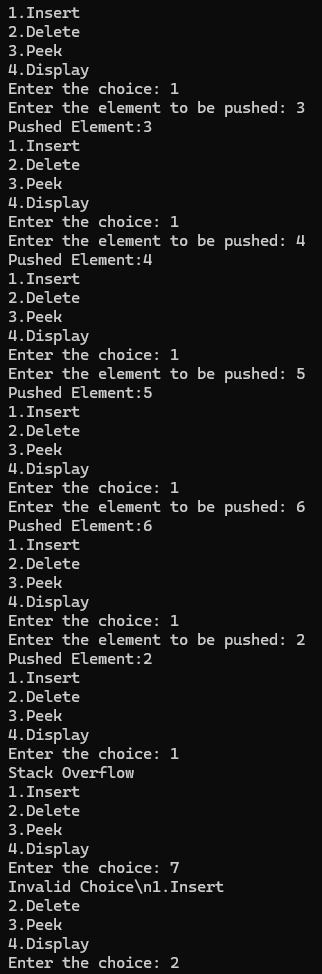 1.Insert
2.Delete
3.Peek
4.Display
Enter the choice: 1
Enter the element to be pushed: 3
Pushed Element:3
1.Insert
2.Delete
3.Peek
4.Display
Enter the choice: 1
Enter the element to be pushed: 4
Pushed Element:4
1.Insert
2.Delete
3.Peek
4.Display
Enter the choice: 1
Enter the element to be pushed: 5
Pushed Element:5
1.Insert
2.Delete
3.Peek
4.Display
Enter the choice: 1
Enter the element to be pushed: 6
Pushed Element:6
1.Insert
2.Delete
3.Peek
4.Display
Enter the choice: 1
Enter the element to be pushed: 2
Pushed Element:2
1.Insert
2.Delete
3.Peek
4.Display
Enter the choice: 1
Stack Overflow
1.Insert
2.Delete
3.Peek
4.Display
Enter the choice: 7
Invalid Choice\n1.Insert
2.Delete
3.Peek
4.Display
Enter the choice: 2